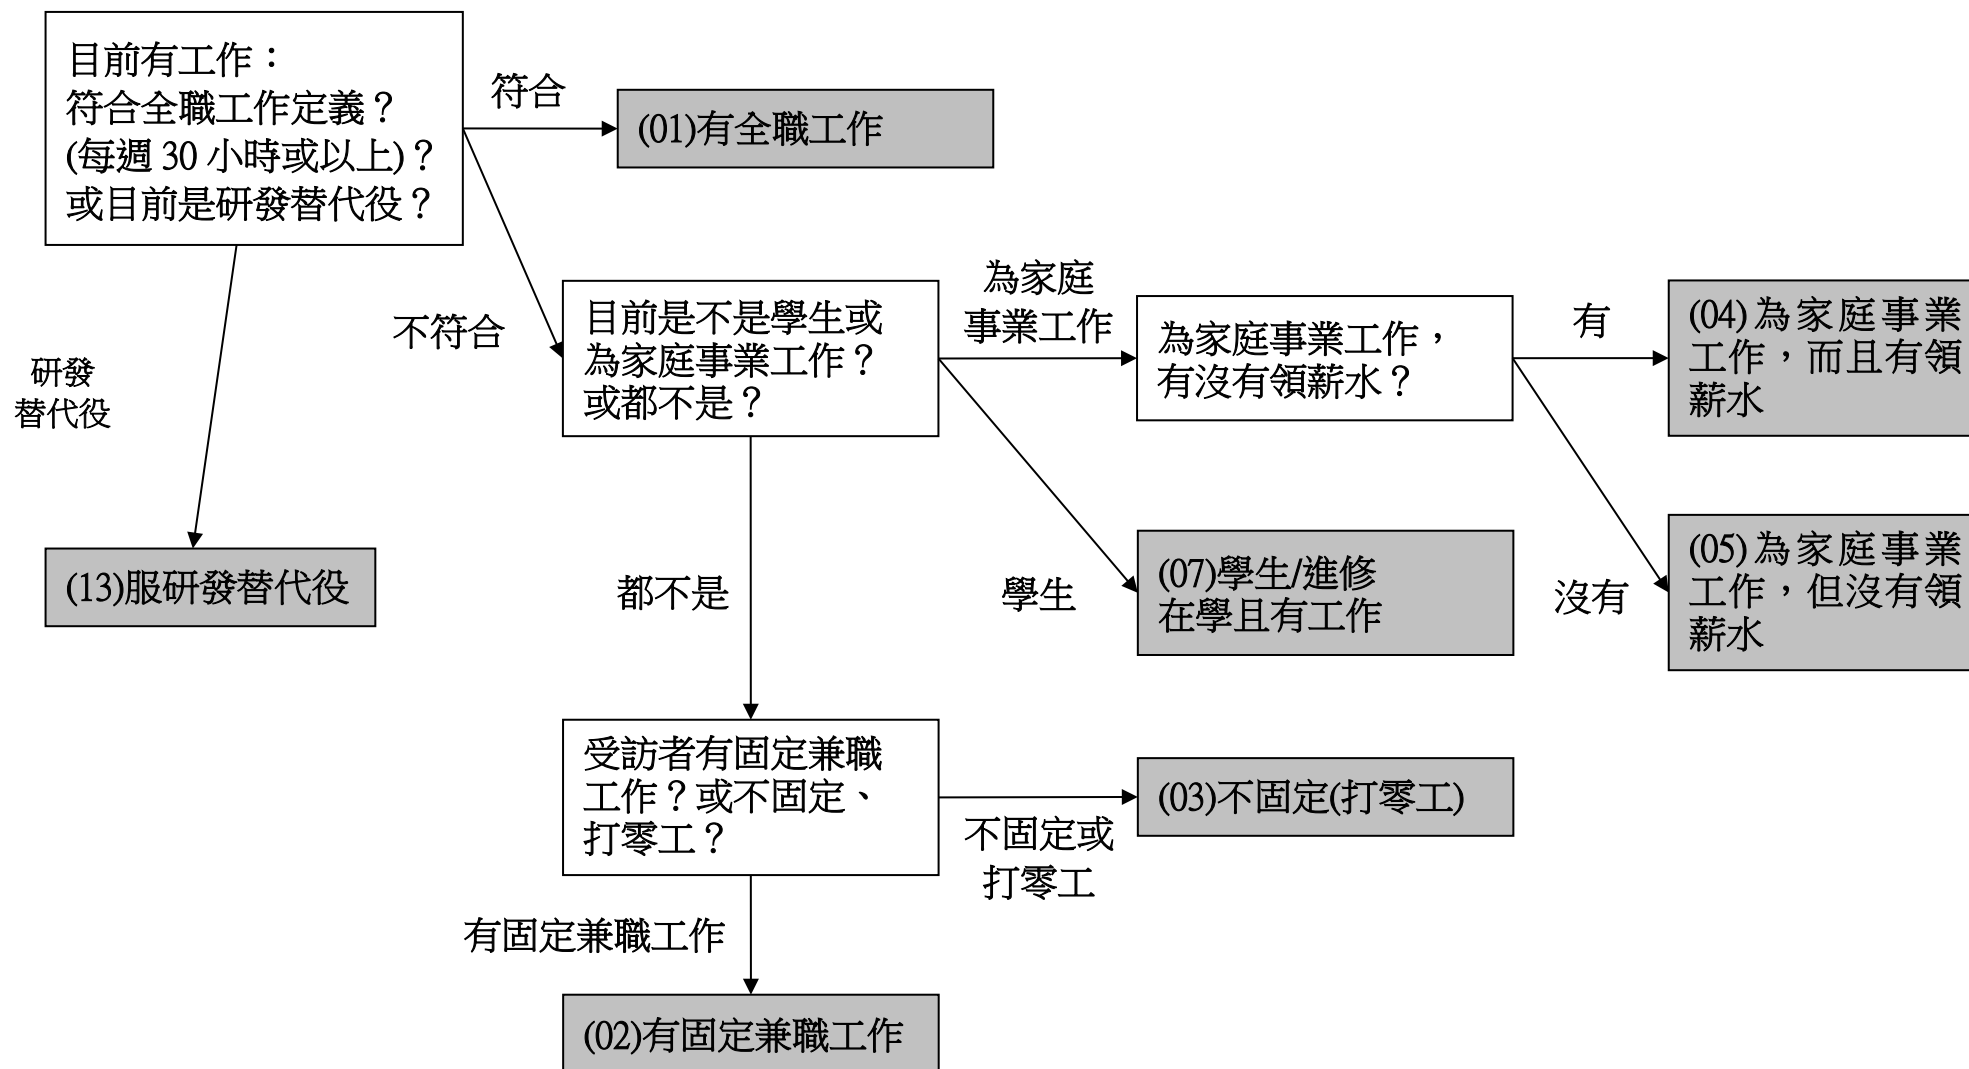 目前有工作：
符合全職工作定義？
(每週 30 小時或以上)？
或目前是研發替代役？
符合
(01)有全職工作
不符合
研發
替代役
(13)服研發替代役
目前是不是學生或
為家庭事業工作？
或都不是？
為家庭
事業工作
為家庭事業工作，
有沒有領薪水？
有
(04)為家庭事業
工作，而且有領
薪水
沒有
(05)為家庭事業
工作，但沒有領
薪水
學生
(07)學生/進修
在學且有工作
都不是
受訪者有固定兼職
工作？或不固定、
打零工？
不固定或
打零工
(03)不固定(打零工)
有固定兼職工作
(02)有固定兼職工作